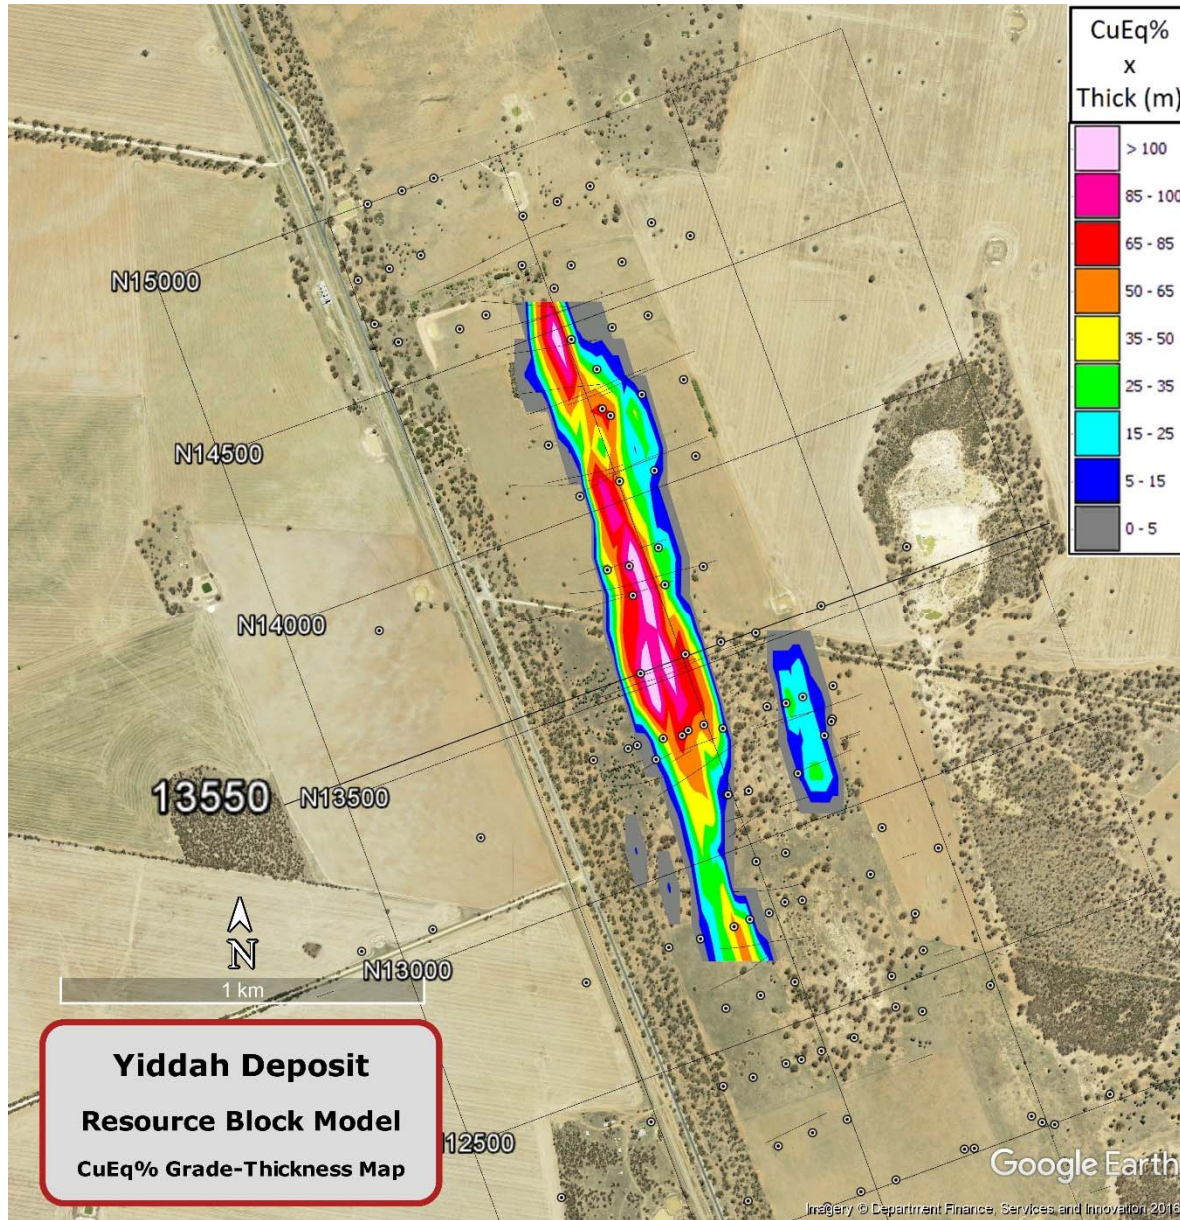 CuEq%
x
Thick (m)
> 100
85 - 100
65 - 85
50 - 65
35 - 50
25 - 35
15 - 25
5 - 15
0 - 5
N15000
N14500
N14000
13550 N13500
N13000
N
1 km
Yiddah Deposit
Resource Block Model
CuEq% Grade-Thickness Map
12500
Google Earth
Imagery © Department Finance, Services and Innovation 2016